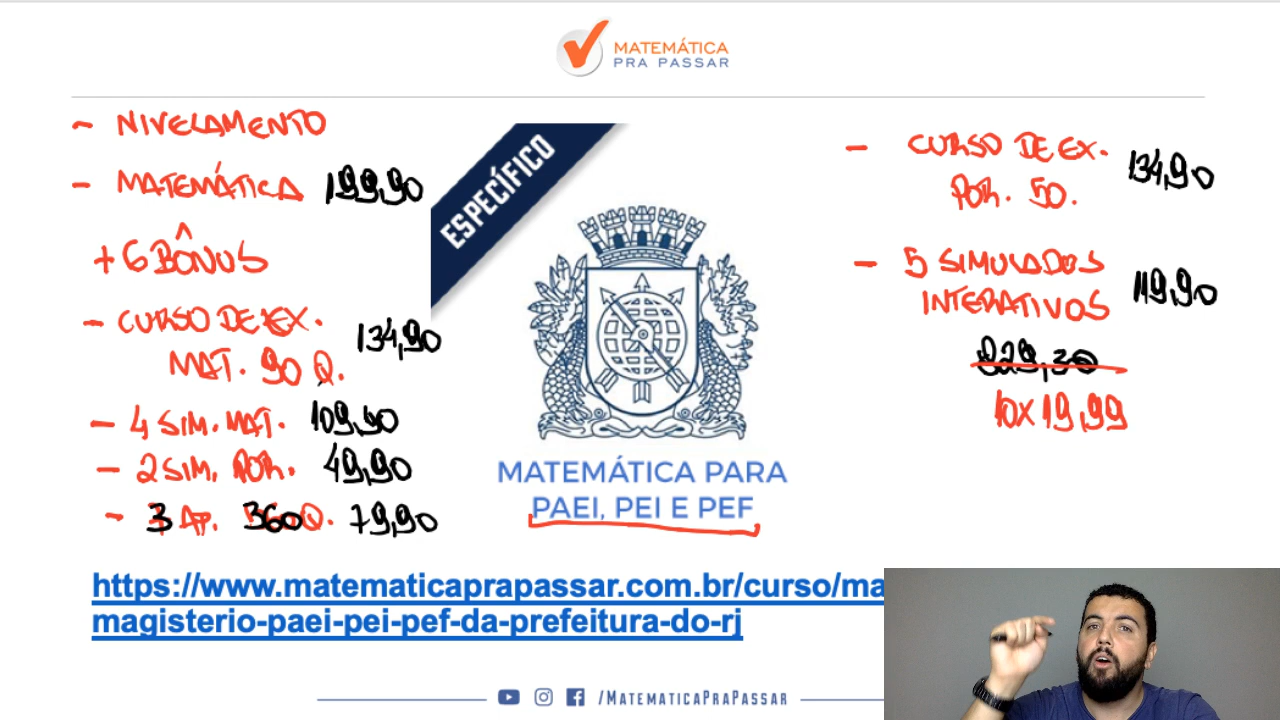 MATEMÁTICA
PRA PASSAR
- NIVELAMENTO
- MATEMÁTICA 199,90
+ 6 BÔNUS
- CURSO DE EX.
MAT. 90 Q. 134,90
- 4 SIM. MAT. 109,90
- 2 SIM. POR. 49,90
- 3 AP. 360 Q. 79,90
ESPECÍFICO
MATEMÁTICA PARA
PAEI, PEI E PEF
- CURSO DE EX.
POR. 50. 134,90
- 5 SIMULADOS
INTERATIVOS 119,90
829,30
10X 19,99
https://www.matematicaprapassar.com.br/curso/ma
magisterio-paei-pei-pef-da-prefeitura-do-rj
/MATEMATICAPRAPASSAR